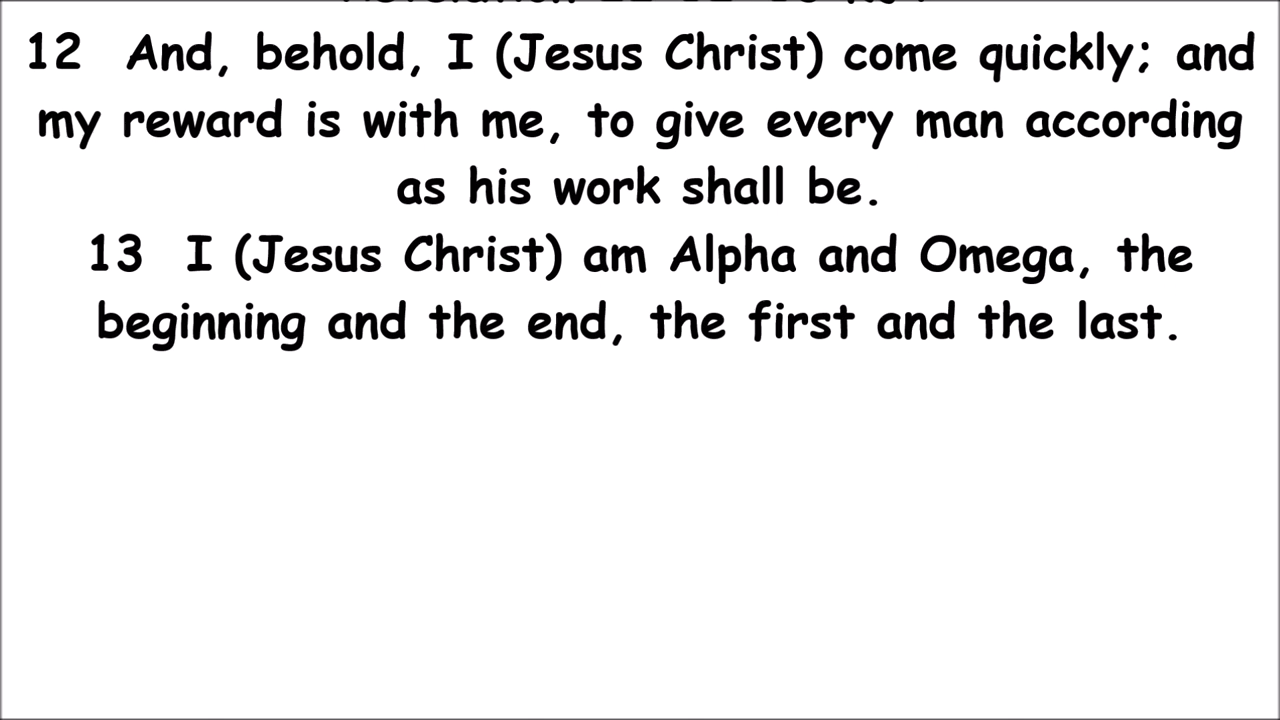 12 And, behold, I (Jesus Christ) come quickly; and
my reward is with me, to give every man according
as his work shall be.
13 I (Jesus Christ) am Alpha and Omega, the
beginning and the end, the first and the last.